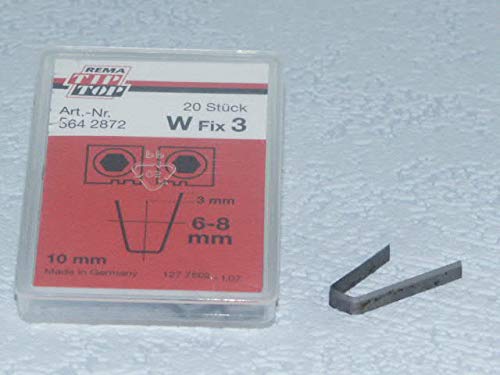 REMA
TIP
TOP
20 Stück
Art.-Nr.
564 2872
W Fix 3
3 mm
6-8
mm
10 mm
Made in Germany